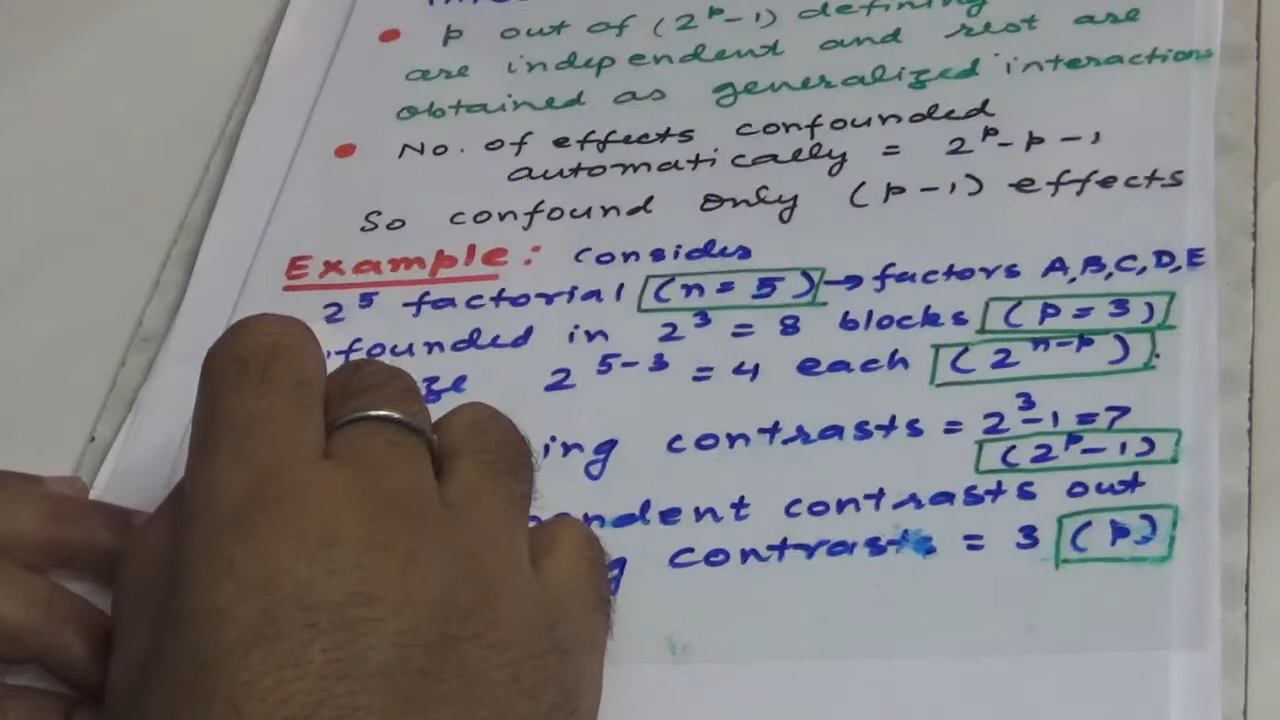 • p out of (2^p-1) defining
are independent and rest are
obtained as generalized interactions
• No. of effects confounded
automatically = 2^p-p-1
So confound only (p-1) effects
Example: consider
2^5 factorial (n=5) → factors A,B,C,D,E
founded in 2^3 = 8 blocks (p=3)
ze 2^5-3 = 4 each (2^n-p).
ing contrasts = 2^3-1=7
(2^p-1)
ndent contrasts out
g contrasts = 3 (p)